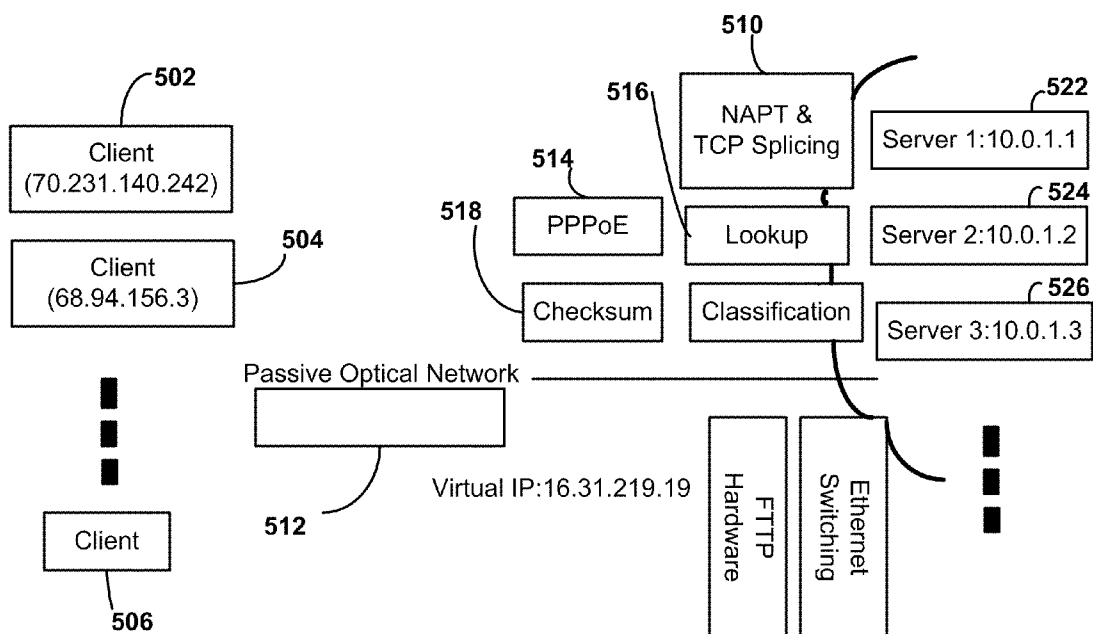 510
502
522
516
NAPT &
TCP Splicing
Client
(70.231.140.242)
Server 1:10.0.1.1
514
524
518
PPPoE
Lookup
Server 2:10.0.1.2
504
Client
(68.94.156.3)
526
Checksum
Classification
Server 3:10.0.1.3
Passive Optical Network
Virtual IP:16.31.219.19
FTTP
Hardware
Ethernet
Switching
512
Client
506